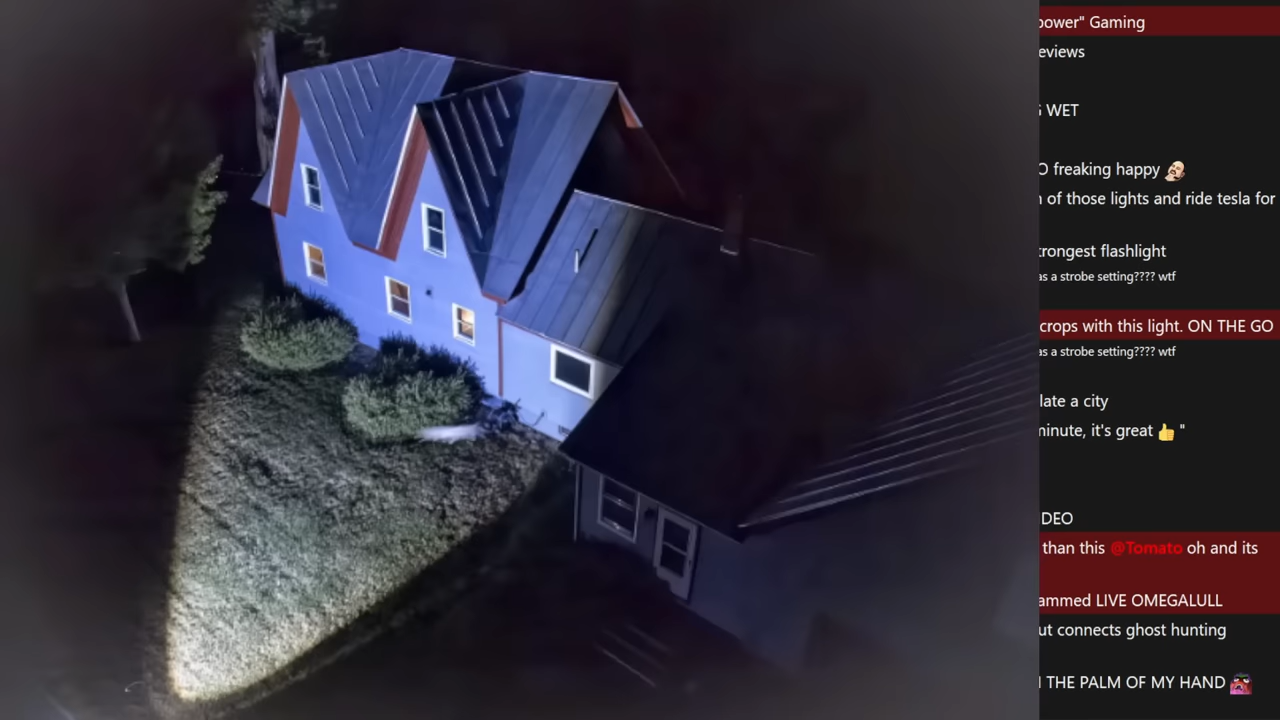 power" Gaming
eviews
WET
O freaking happy
of those lights and ride tesla for
trongest flashlight
as a strobe setting???? wtf
crops with this light. ON THE GO
as a strobe setting???? wtf
late a city
minute, it's great 👍 "
DEO
than this @Tomato oh and its
ammed LIVE OMEGALULL
ut connects ghost hunting
THE PALM OF MY HAND